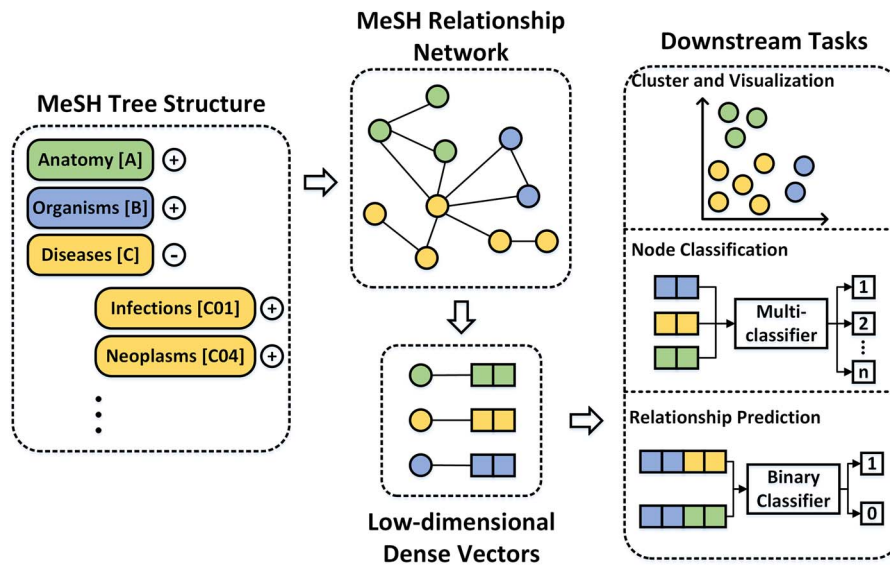 MeSH Tree Structure
Anatomy [A] +
Organisms [B] +
Diseases [C] -
Infections [C01] +
Neoplasms [C04] +
MeSH Relationship
Network
Low-dimensional
Dense Vectors
Downstream Tasks
Cluster and Visualization
Node Classification
Multi-
classifier
1
2
n
Relationship Prediction
Binary
Classifier
1
0